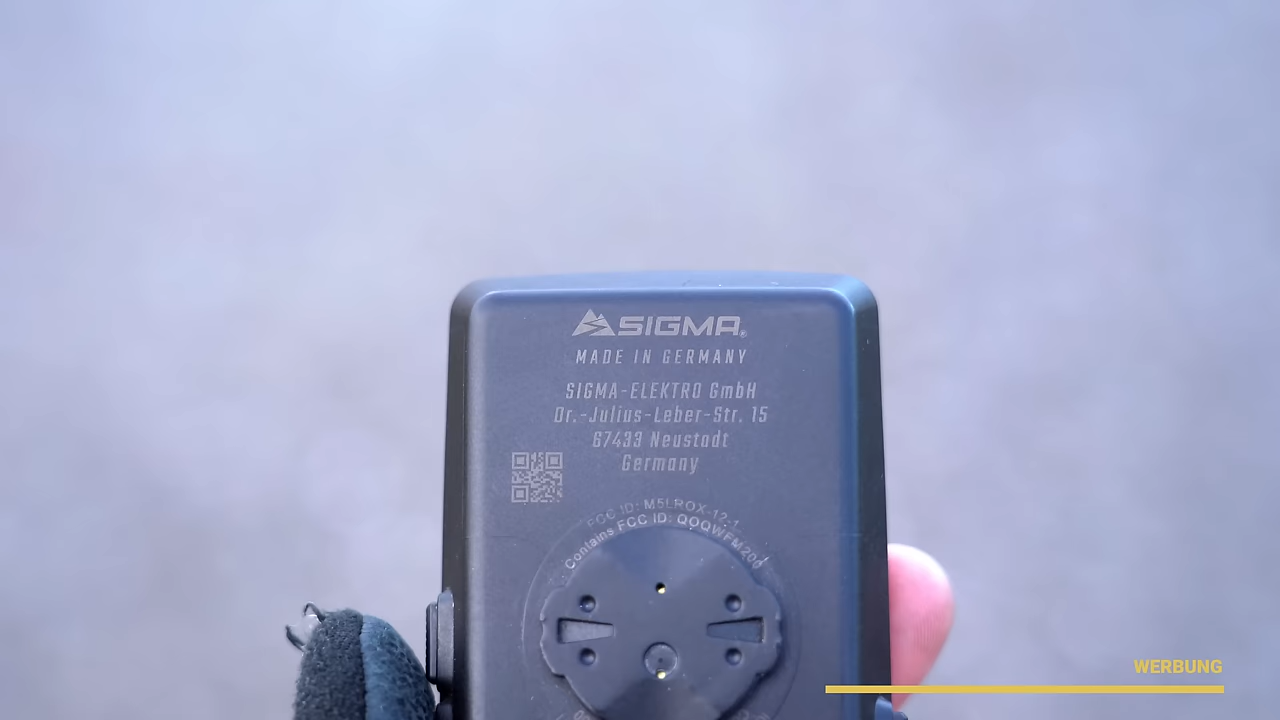 SIGMA®
MADE IN GERMANY
SIGMA-ELEKTRO GmbH
Dr.-Julius-Leber-Str. 15
67433 Neustadt
Germany
FCC ID: M5LROX-12-1
Contains FCC ID: QOQWFM200
WERBUNG